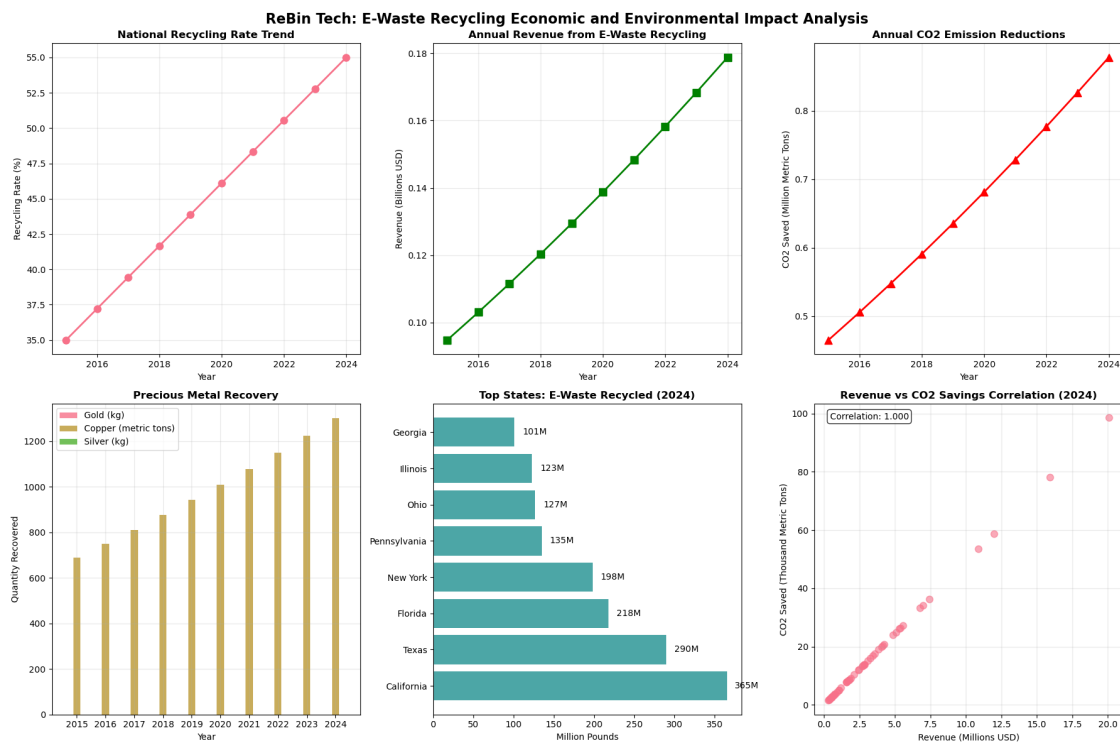 ReBin Tech: E-Waste Recycling Economic and Environmental Impact Analysis
National Recycling Rate Trend
Recycling Rate (%)
55.0
52.5
50.0
47.5
45.0
42.5
40.0
37.5
35.0
2016 2018 2020 2022 2024
Year
Annual Revenue from E-Waste Recycling
Revenue (Billions USD)
0.18
0.16
0.14
0.12
0.10
2016 2018 2020 2022 2024
Year
Annual CO2 Emission Reductions
CO2 Saved (Million Metric Tons)
0.8
0.7
0.6
0.5
2016 2018 2020 2022 2024
Year
Precious Metal Recovery
Gold (kg)
Copper (metric tons)
Silver (kg)
Quantity Recovered
1200
1000
800
600
400
200
0
2015 2016 2017 2018 2019 2020 2021 2022 2023 2024
Year
Top States: E-Waste Recycled (2024)
Georgia 101M
Illinois 123M
Ohio 127M
Pennsylvania 135M
New York 198M
Florida 218M
Texas 290M
California 365M
0 50 100 150 200 250 300 350
Million Pounds
Revenue vs CO2 Savings Correlation (2024)
Correlation: 1.000
CO2 Saved (Thousand Metric Tons)
100
80
60
40
20
0
0.0 2.5 5.0 7.5 10.0 12.5 15.0 17.5 20.0
Revenue (Millions USD)